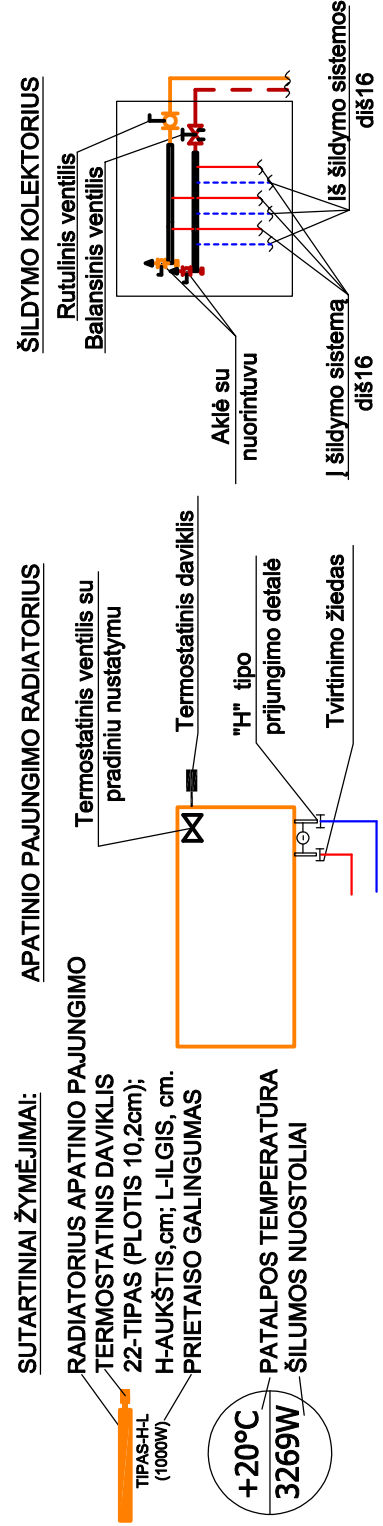 SUTARTINIAI ŽYMĖJIMAI:
RADIATORIUS APATINIO PAJUNGIMO
TERMOSTATINIS DAVIKLIS
22-TIPAS (PLOTIS 10,2cm);
H-AUKŠTIS,cm; L-ILGIS, cm.
PRIETAISO GALINGUMAS
TIPAS-H-L
(1000W)
+20°C
3269W
PATALPOS TEMPERATŪRA
ŠILUMOS NUOSTOLIAI
APATINIO PAJUNGIMO RADIATORIUS
Termostatinis ventilis su
pradiniu nustatymu
Termostatinis daviklis
"H" tipo
prijungimo detalė
Tvirtinimo žiedas
ŠILDYMO KOLEKTORIUS
Rutulinis ventilis
Balansinis ventilis
Aklė su
nuorintuvu
Į šildymo sistemą
diš16
Iš šildymo sistemos
diš16